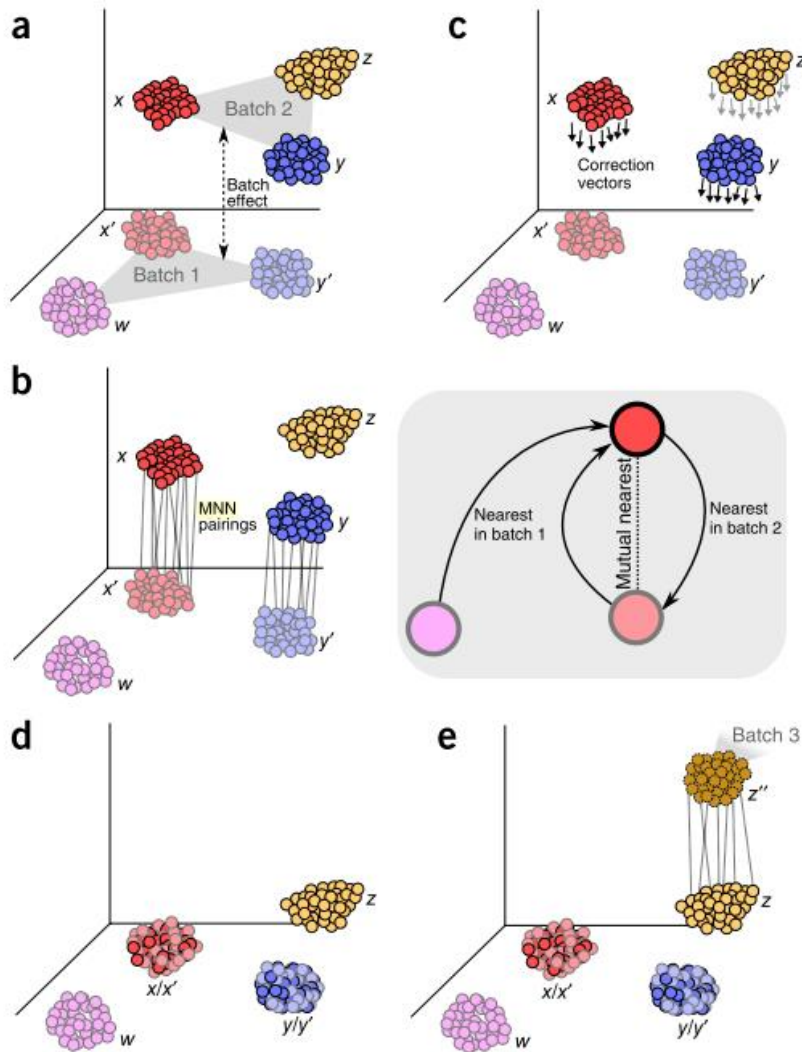 a
x
z
Batch 2
y
Batch
effect
x′
Batch 1
y′
w
c
x
z
y
Correction
vectors
x′
y′
w
b
x
z
MNN
pairings
y
x′
y′
w
Nearest
in batch 1
Mutual nearest
Nearest
in batch 2
d
z
x/x′
y/y′
w
e
Batch 3
z′′
z
x/x′
y/y′
w